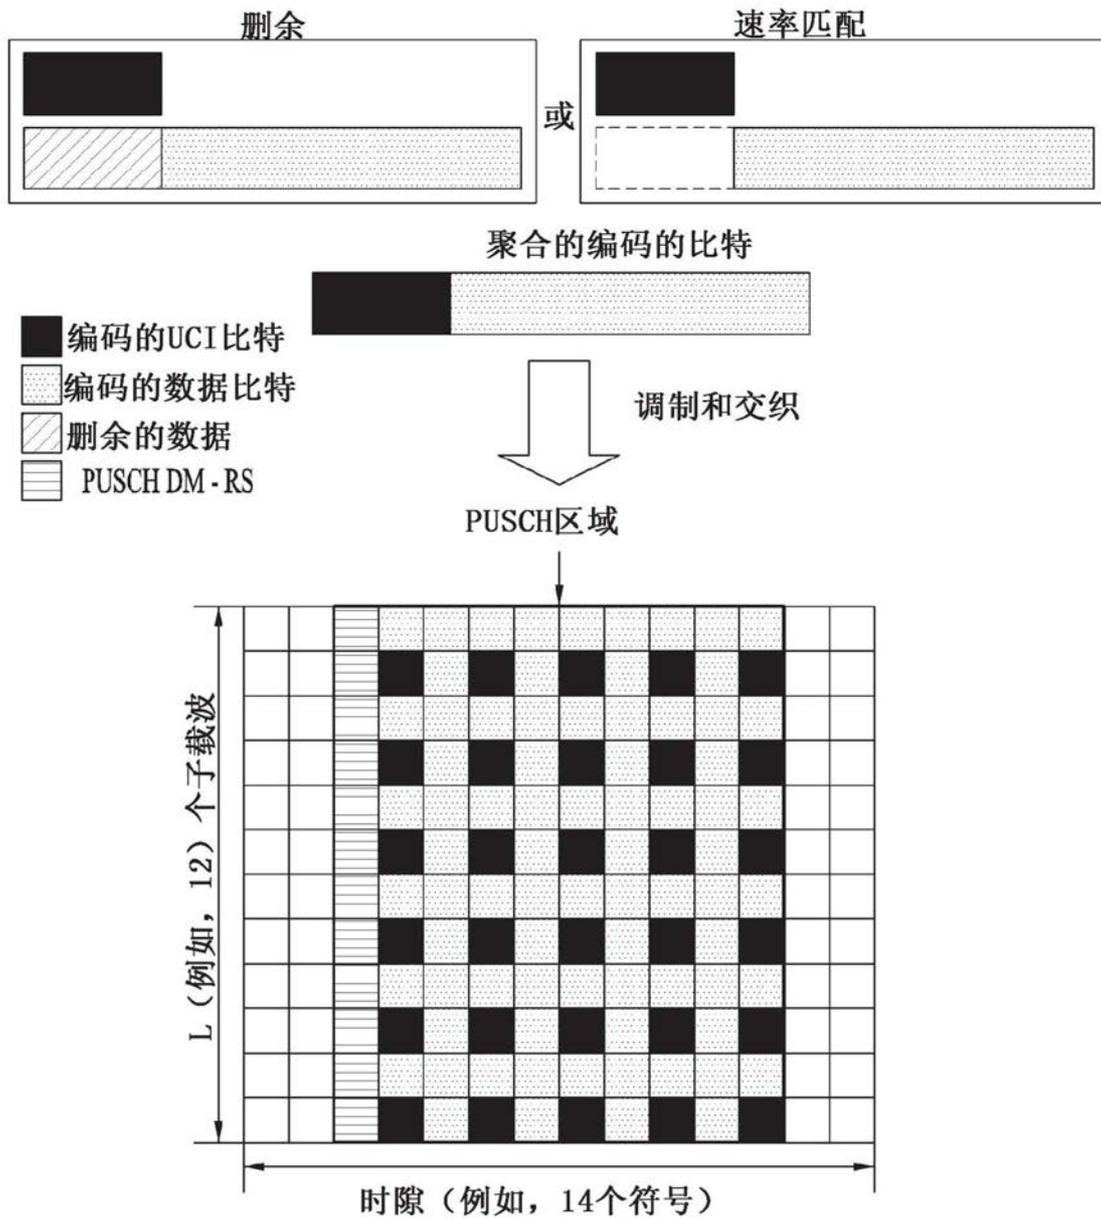 删余
速率匹配
或
聚合的编码的比特
编码的UCI比特
编码的数据比特
删余的数据
PUSCH DM-RS
调制和交织
PUSCH区域
L（例如，12）个子载波
时隙（例如，14个符号）